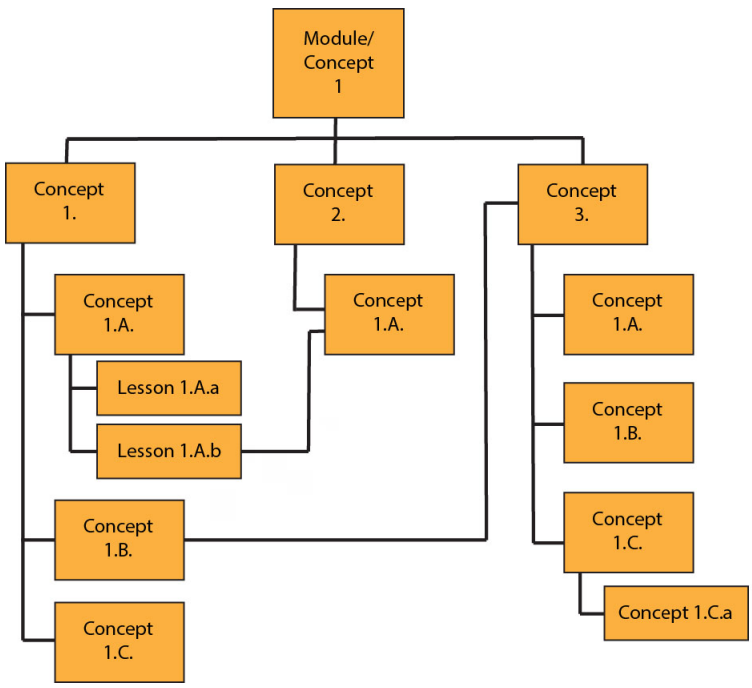 Module/
Concept
1
Concept
1.
Concept
2.
Concept
3.
Concept
1.A.
Lesson 1.A.a
Lesson 1.A.b
Concept
1.B.
Concept
1.C.
Concept
1.A.
Concept
1.A.
Concept
1.B.
Concept
1.C.
Concept 1.C.a